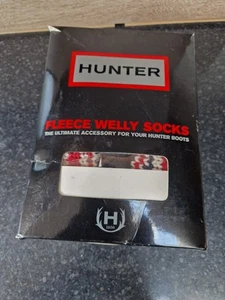 HUNTER
FLEECE WELLY SOCKS
THE ULTIMATE ACCESSORY FOR YOUR HUNTER BOOTS
H